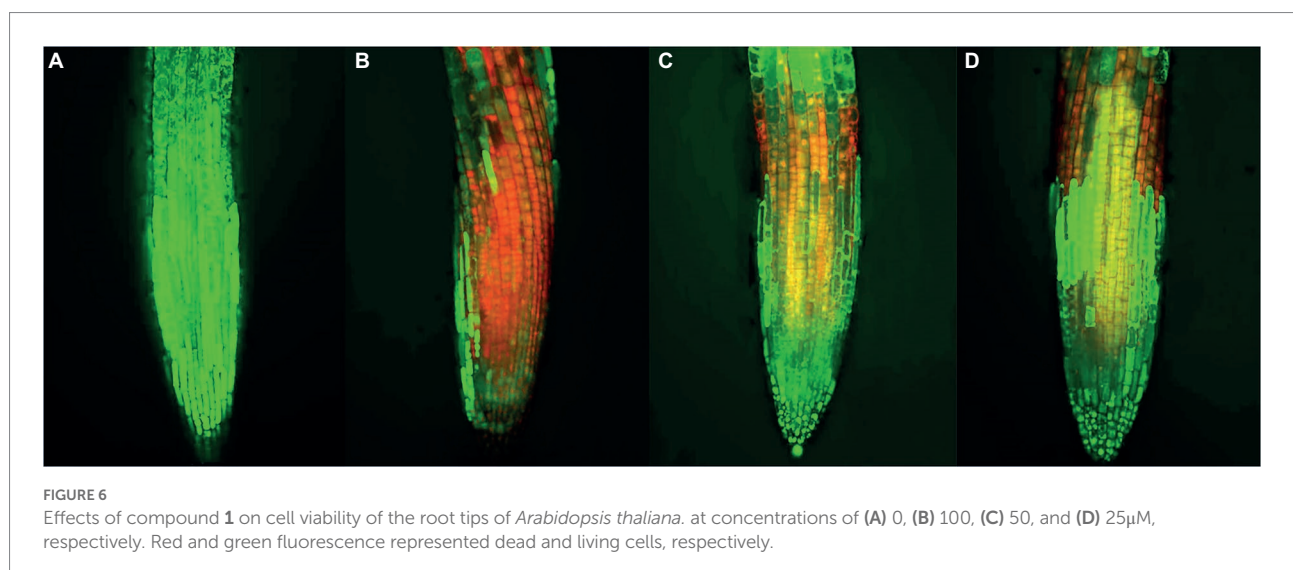 A B C D
FIGURE 6
Effects of compound 1 on cell viability of the root tips of Arabidopsis thaliana. at concentrations of (A) 0, (B) 100, (C) 50, and (D) 25μM,
respectively. Red and green fluorescence represented dead and living cells, respectively.